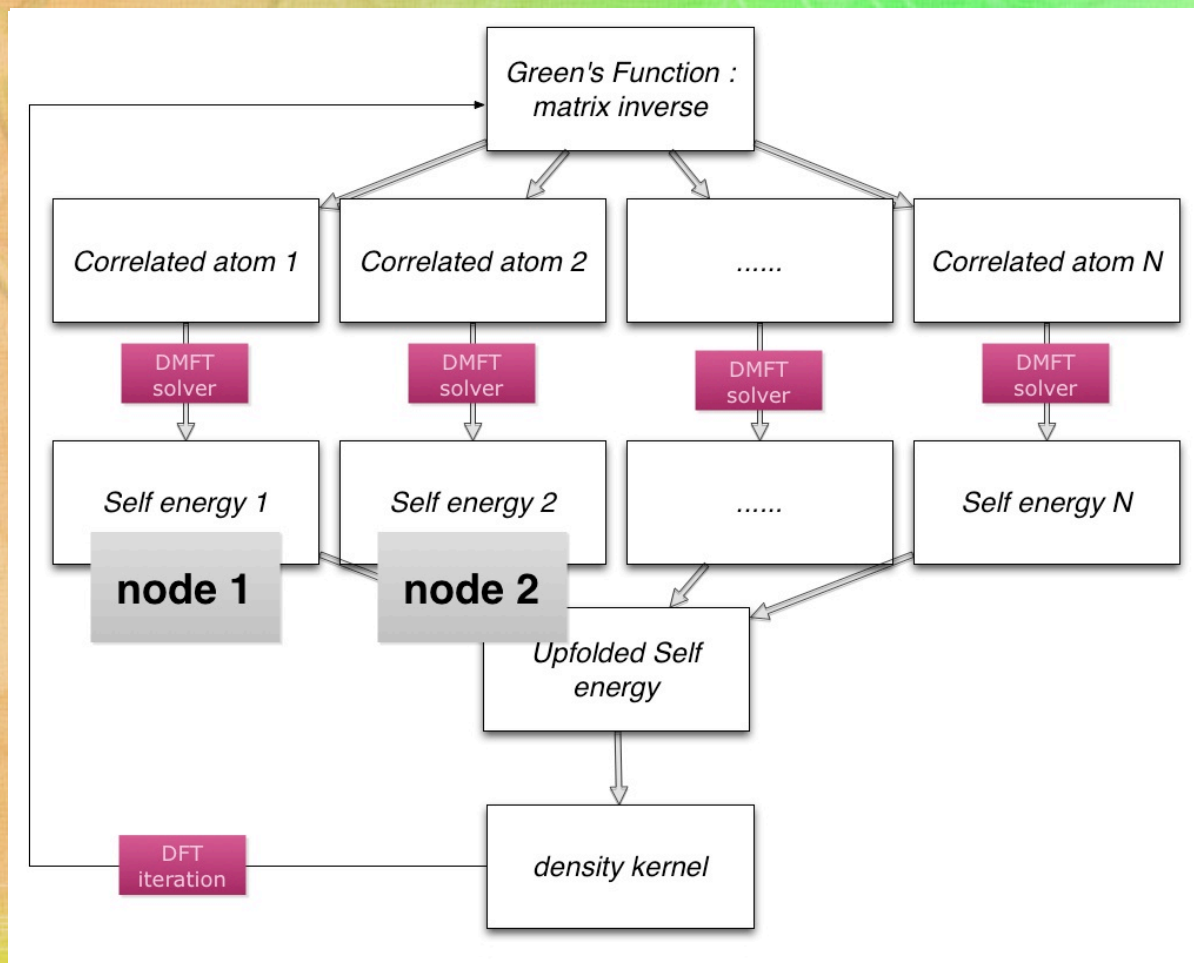 Green's Function :
matrix inverse
Correlated atom 1
Correlated atom 2
......
Correlated atom N
DMFT
solver
DMFT
solver
DMFT
solver
DMFT
solver
Self energy 1
Self energy 2
......
Self energy N
node 1
node 2
Upfolded Self
energy
DFT
iteration
density kernel